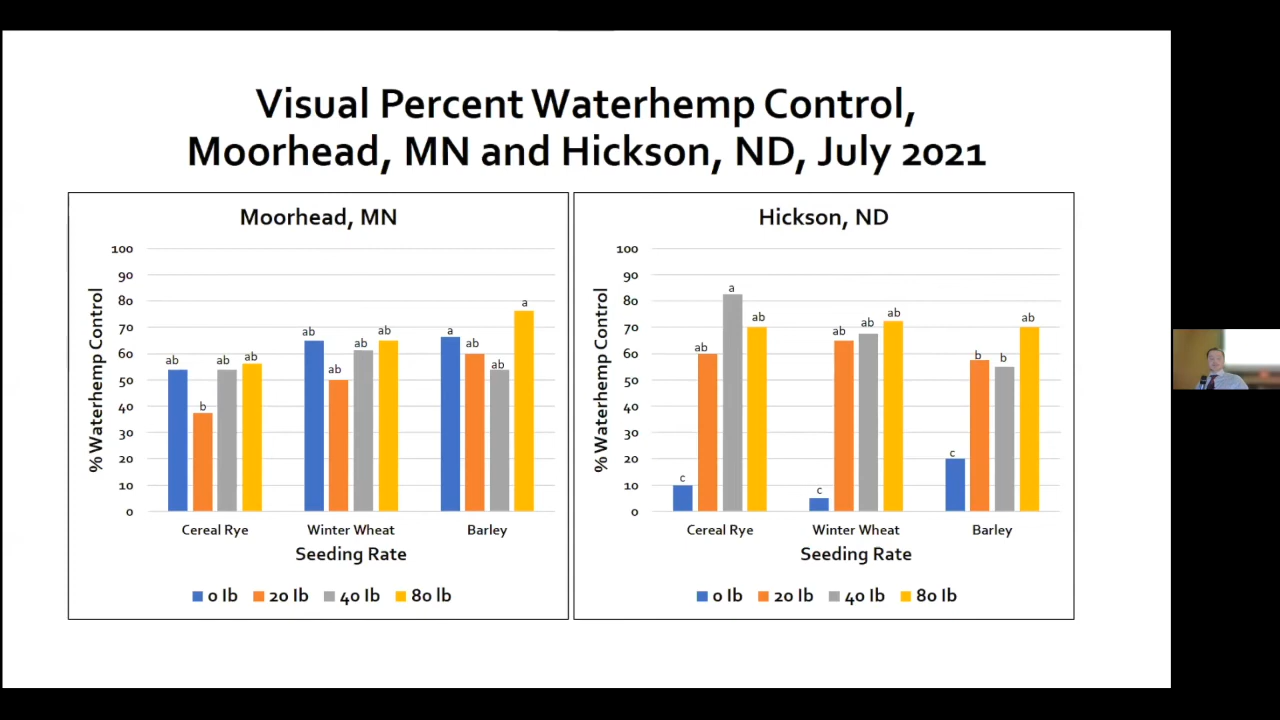 Visual Percent Waterhemp Control,
Moorhead, MN and Hickson, ND, July 2021
Moorhead, MN
% Waterhemp Control
100
90
80
70
60
50
40
30
20
10
0
ab
b
ab
ab
ab
ab
ab
ab
a
ab
ab
a
Cereal Rye
Winter Wheat
Barley
Seeding Rate
0 lb
20 lb
40 lb
80 lb
Hickson, ND
% Waterhemp Control
100
90
80
70
60
50
40
30
20
10
0
c
ab
a
ab
c
ab
ab
ab
c
b
b
ab
Cereal Rye
Winter Wheat
Barley
Seeding Rate
0 lb
20 lb
40 lb
80 lb